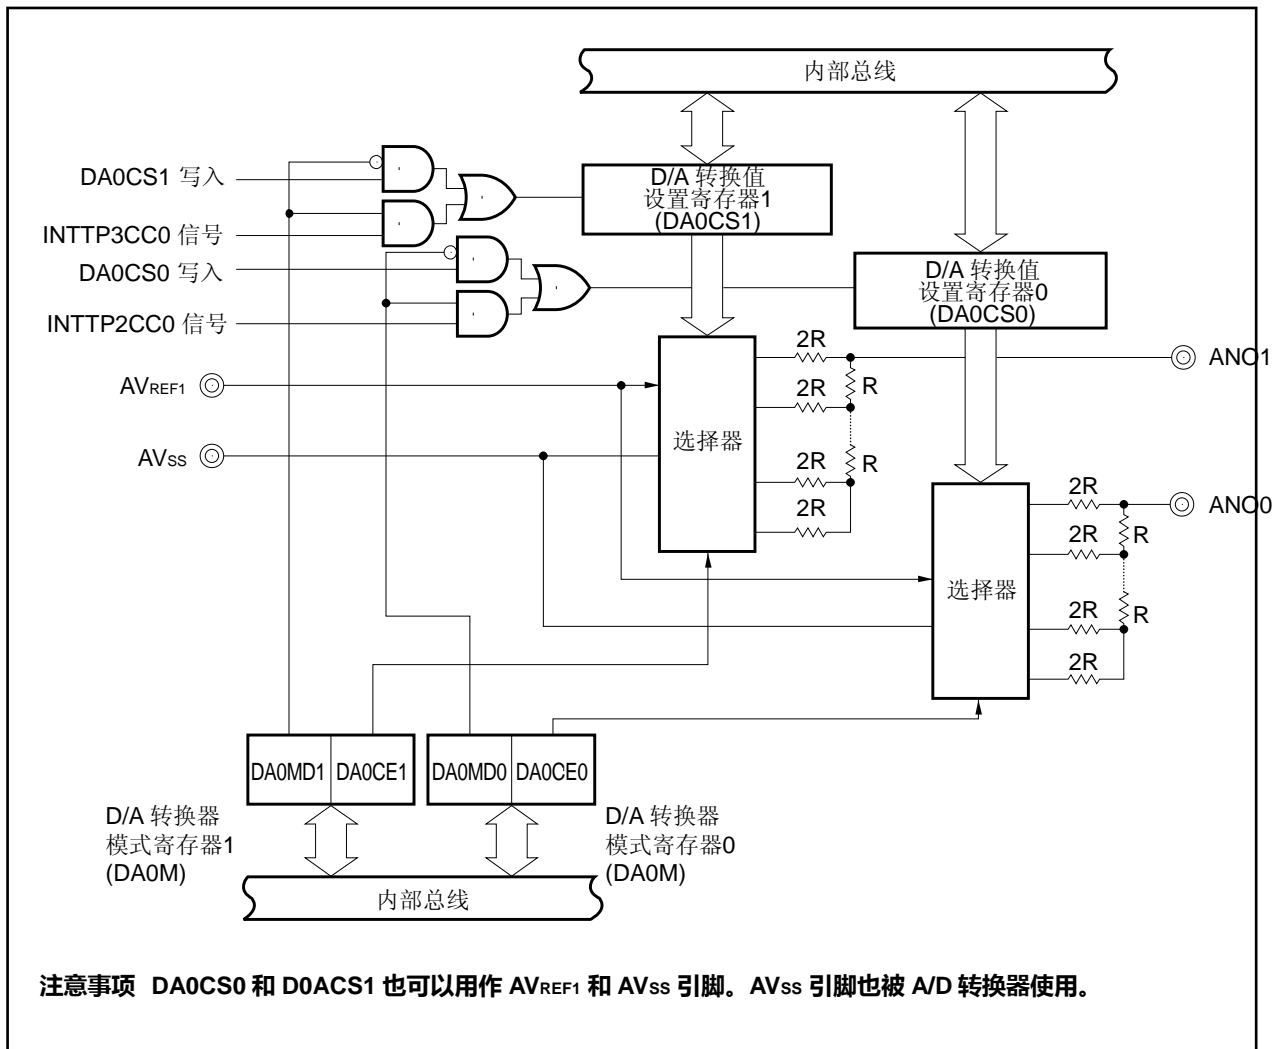 内部总线
DA0CS1 写入
D/A 转换值
设置寄存器1
(DA0CS1)
INTTP3CC0 信号
DA0CS0 写入
D/A 转换值
设置寄存器0
(DA0CS0)
INTTP2CC0 信号
2R
ANO1
AVREF1
R
2R
选择器
AVSS
2R
R
2R
2R
ANO0
2R
R
选择器
2R
R
2R
DA0MD1
DA0CE1
DA0MD0
DA0CE0
D/A 转换器
模式寄存器1
(DA0M)
D/A 转换器
模式寄存器0
(DA0M)
内部总线
注意事项 DA0CS0 和 D0ACS1 也可以用作 AVREF1 和 AVSS 引脚。AVSS 引脚也被 A/D 转换器使用。